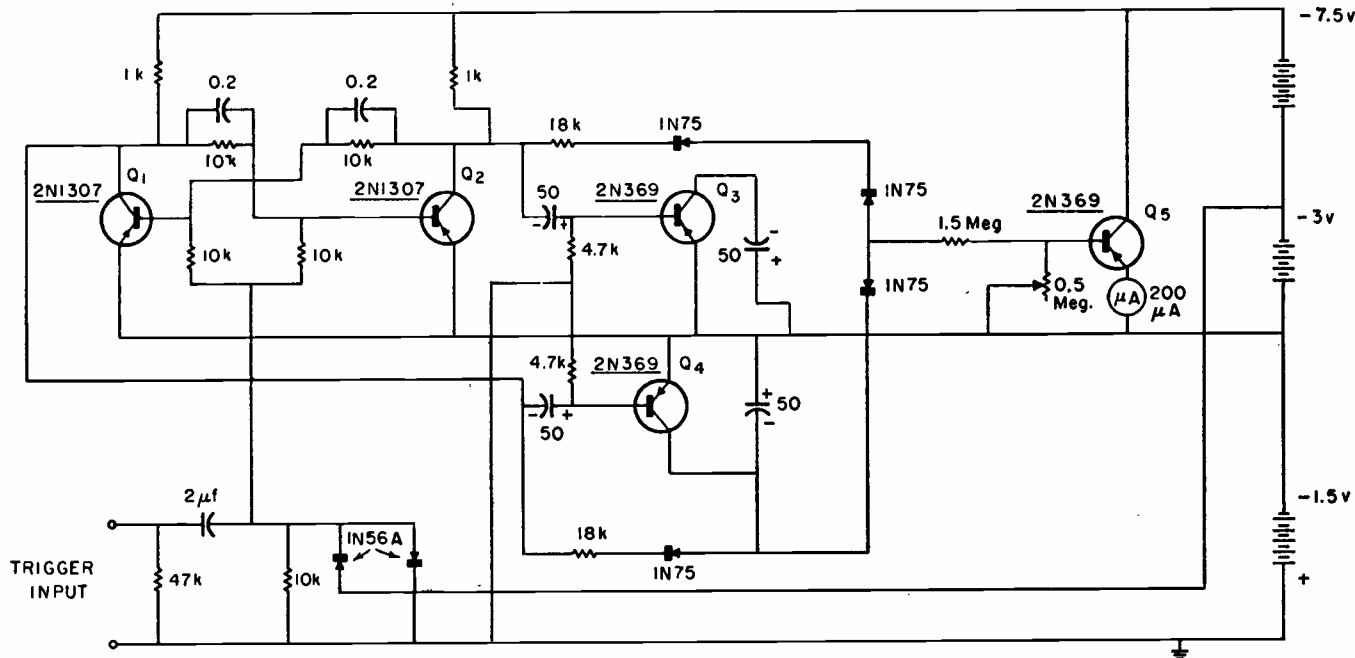 −7.5v
1k
0.2
0.2
1k
18k
1N75
10k
10k
Q1
Q2
2N1307
2N1307
50
− +
2N369
Q3
1N75
2N369
Q5
−3v
1.5 Meg
10k
10k
4.7k
50
−
+
1N75
0.5
Meg.
μA
200
μA
4.7k
2N369
Q4
− +
50
+
50
−
−1.5v
2μf
1N56A
18k
1N75
TRIGGER
INPUT
47k
10k
+